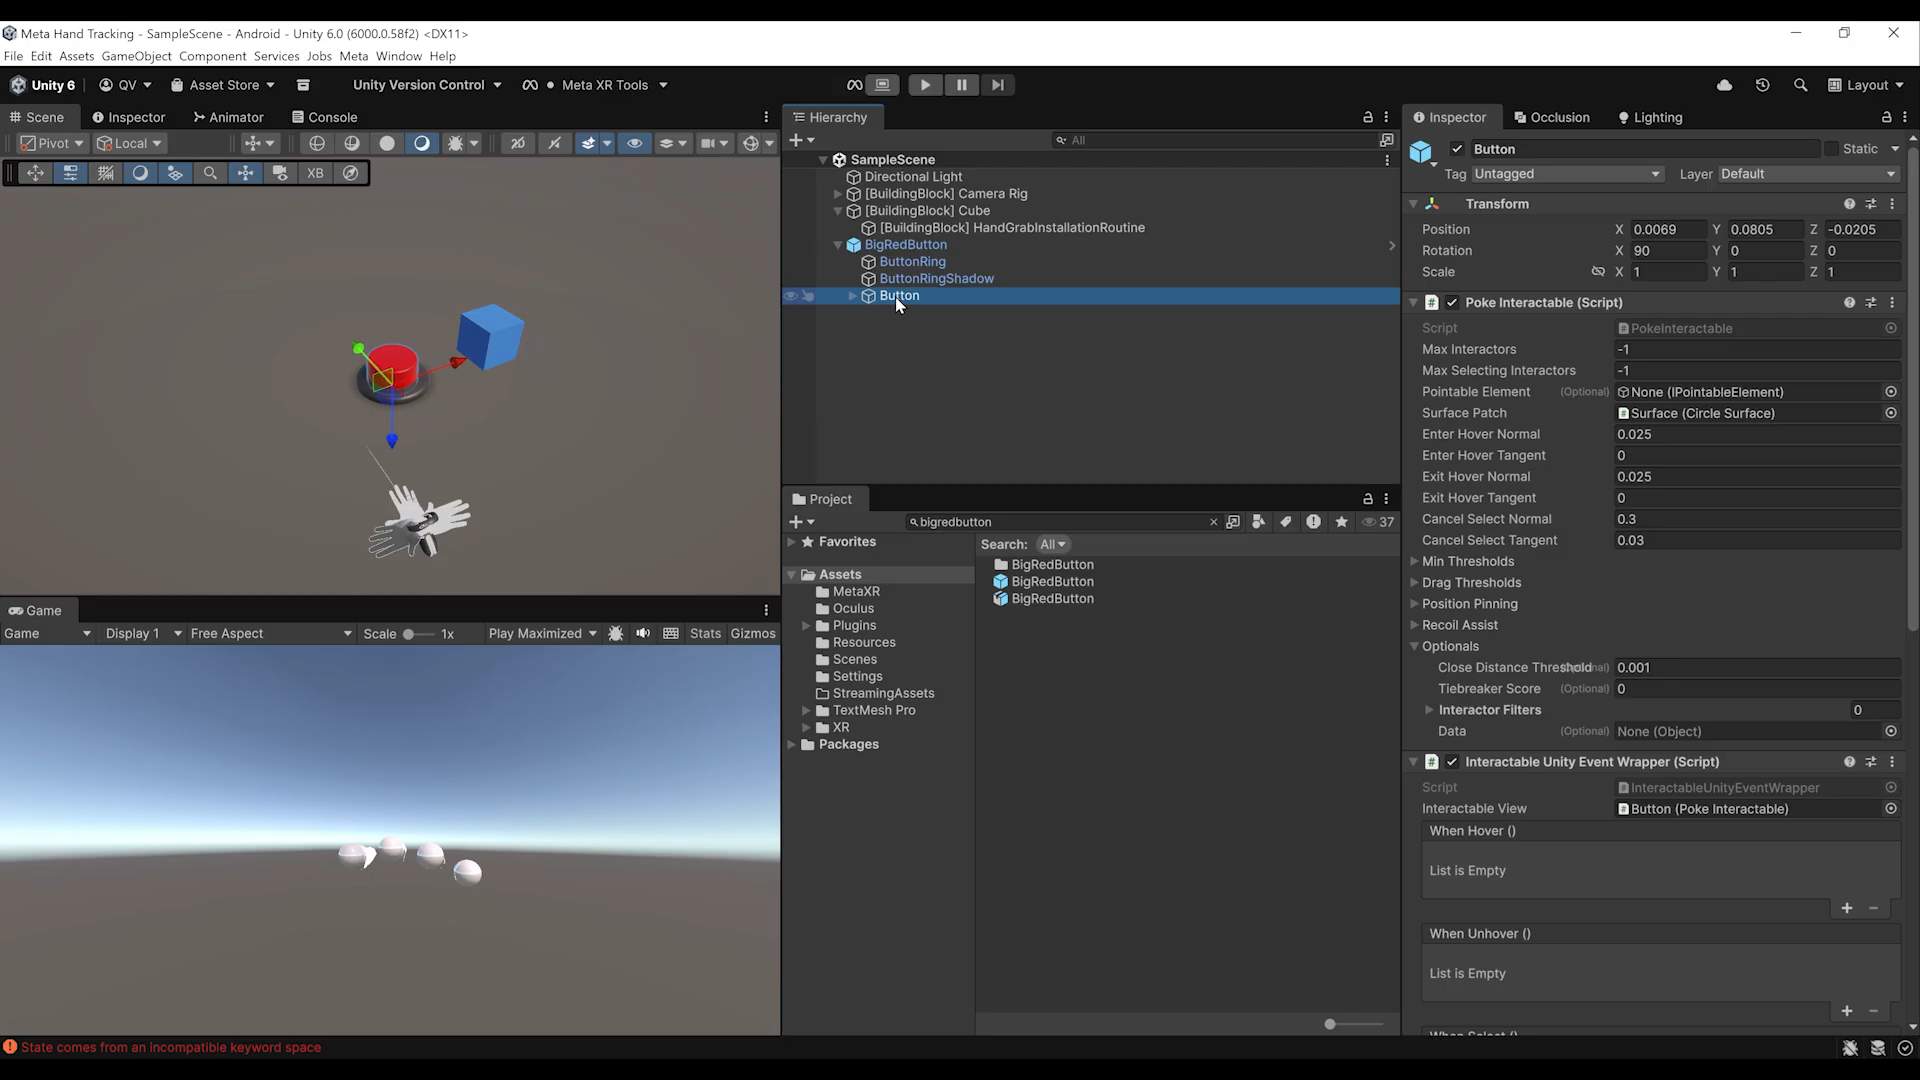 Meta Hand Tracking - SampleScene - Android - Unity 6.0 (6000.0.58f2) <DX11>
File Edit Assets GameObject Component Services Jobs Meta Window Help
Unity 6 QV Asset Store Unity Version Control Meta XR Tools Layout
Scene Inspector Animator Console
Pivot Local
XB
Hierarchy
All
SampleScene
Directional Light
[BuildingBlock] Camera Rig
[BuildingBlock] Cube
[BuildingBlock] HandGrabInstallationRoutine
BigRedButton
ButtonRing
ButtonRingShadow
Button
Game
Game Display 1 Free Aspect Scale 1x Play Maximized Stats Gizmos
Project
bigredbutton 37
Favorites
Assets
MetaXR
Oculus
Plugins
Resources
Scenes
Settings
StreamingAssets
TextMesh Pro
XR
Packages
Search: All
BigRedButton
BigRedButton
BigRedButton
Inspector Occlusion Lighting
Button Static
Tag Untagged Layer Default
Transform
Position X 0.0069 Y 0.0805 Z -0.0205
Rotation X 90 Y 0 Z 0
Scale X 1 Y 1 Z 1
# Poke Interactable (Script)
Script # PokeInteractable
Max Interactors -1
Max Selecting Interactors -1
Pointable Element (Optional) None (IPointableElement)
Surface Patch # Surface (Circle Surface)
Enter Hover Normal 0.025
Enter Hover Tangent 0
Exit Hover Normal 0.025
Exit Hover Tangent 0
Cancel Select Normal 0.3
Cancel Select Tangent 0.03
Min Thresholds
Drag Thresholds
Position Pinning
Recoil Assist
Optionals
Close Distance Threshold 0.001
Tiebreaker Score (Optional) 0
Interactor Filters 0
Data (Optional) None (Object)
# Interactable Unity Event Wrapper (Script)
Script # InteractableUnityEventWrapper
Interactable View # Button (Poke Interactable)
When Hover ()
List is Empty
+ -
When Unhover ()
List is Empty
+ -
When Select ()
State comes from an incompatible keyword space